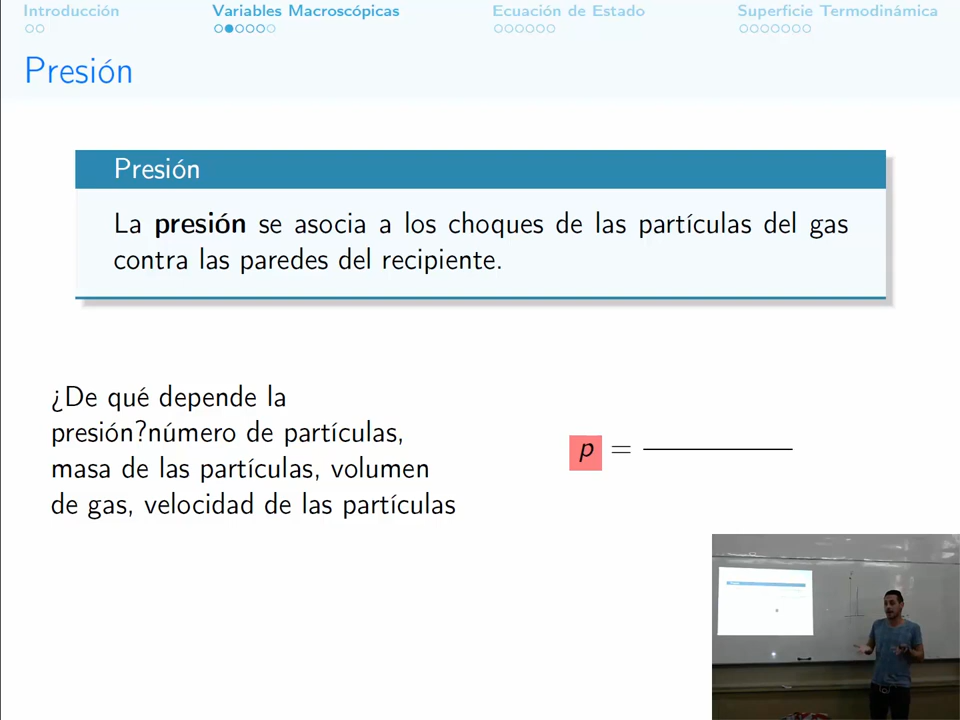 Introducción
Variables Macroscópicas
Ecuación de Estado
Superficie Termodinámica
Presión
Presión
La presión se asocia a los choques de las partículas del gas
contra las paredes del recipiente.
¿De qué depende la
presión?número de partículas,
masa de las partículas, volumen
de gas, velocidad de las partículas
p =